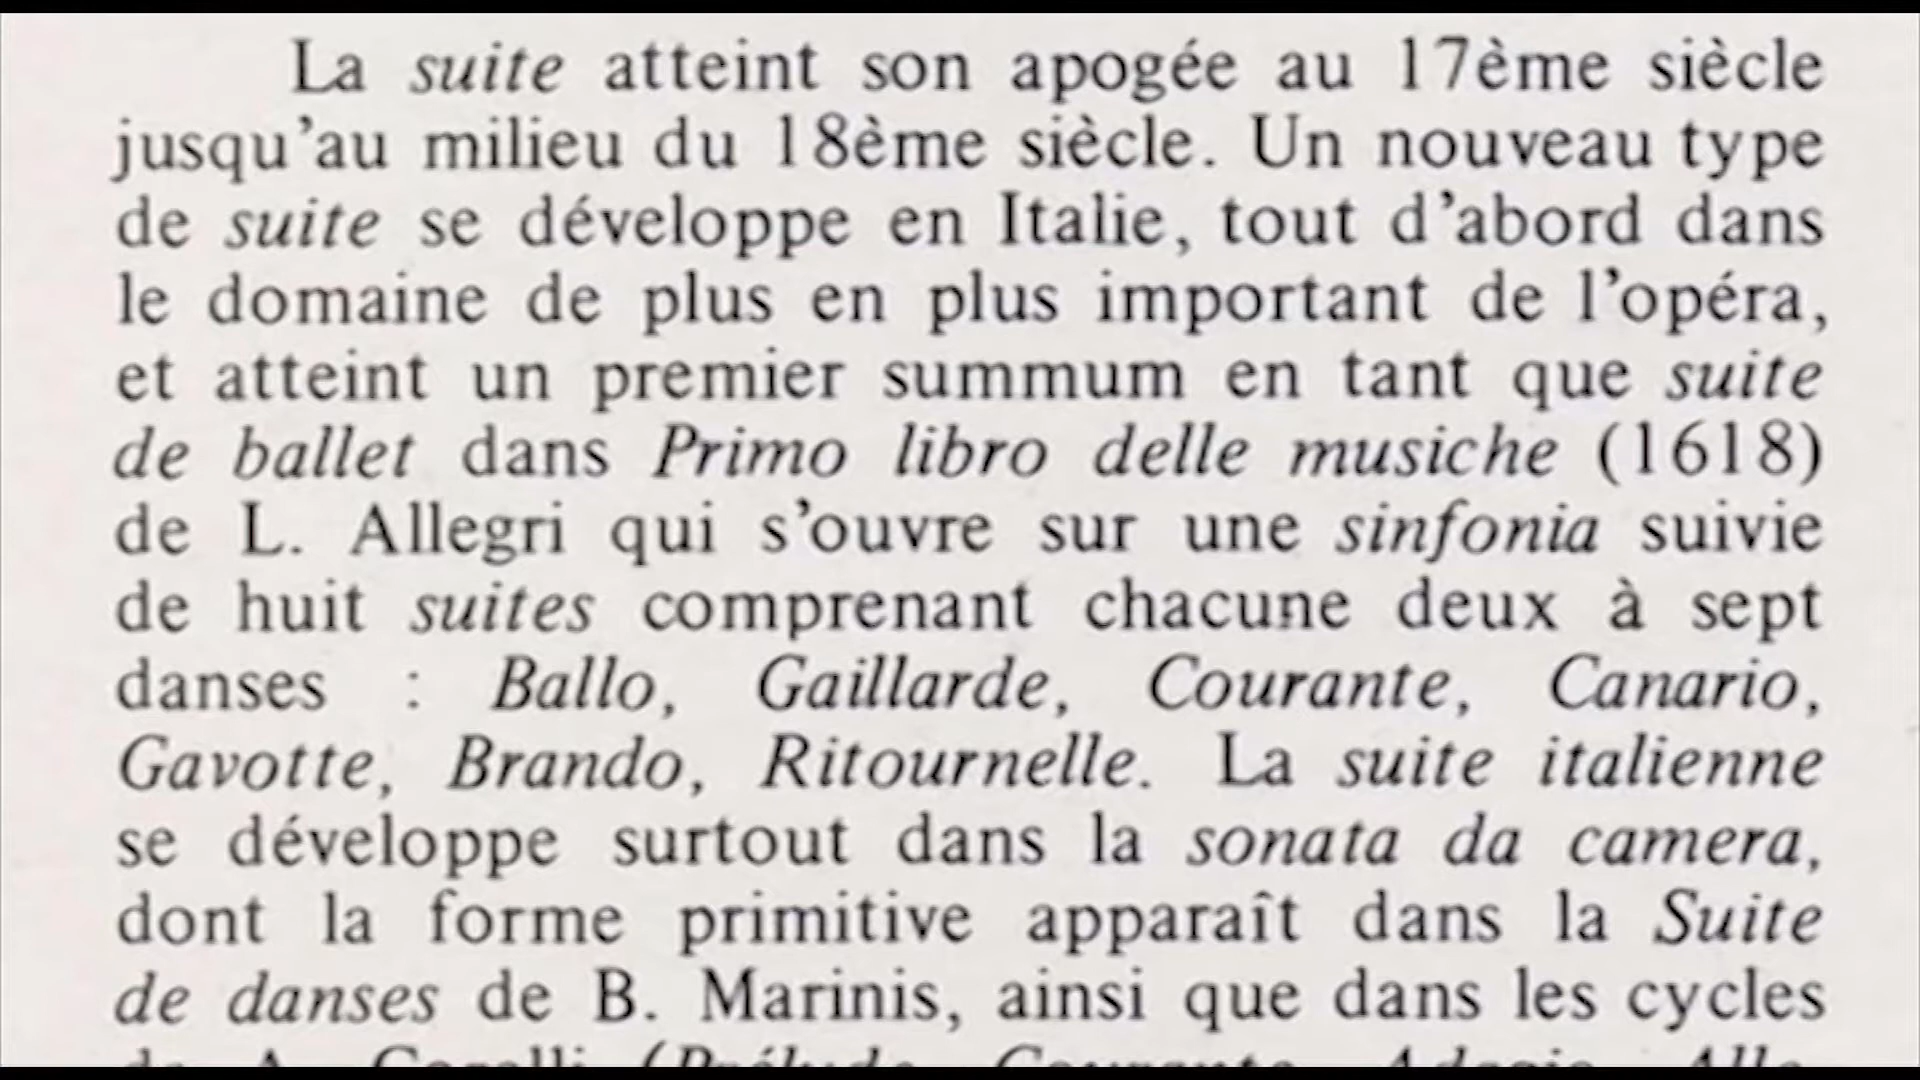 La suite atteint son apogée au 17ème siècle
jusqu'au milieu du 18ème siècle. Un nouveau type
de suite se développe en Italie, tout d'abord dans
le domaine de plus en plus important de l'opéra,
et atteint un premier summum en tant que suite
de ballet dans Primo libro delle musiche (1618)
de L. Allegri qui s'ouvre sur une sinfonia suivie
de huit suites comprenant chacune deux à sept
danses : Ballo, Gaillarde, Courante, Canario,
Gavotte, Brando, Ritournelle. La suite italienne
se développe surtout dans la sonata da camera,
dont la forme primitive apparaît dans la Suite
de danses de B. Marinis, ainsi que dans les cycles